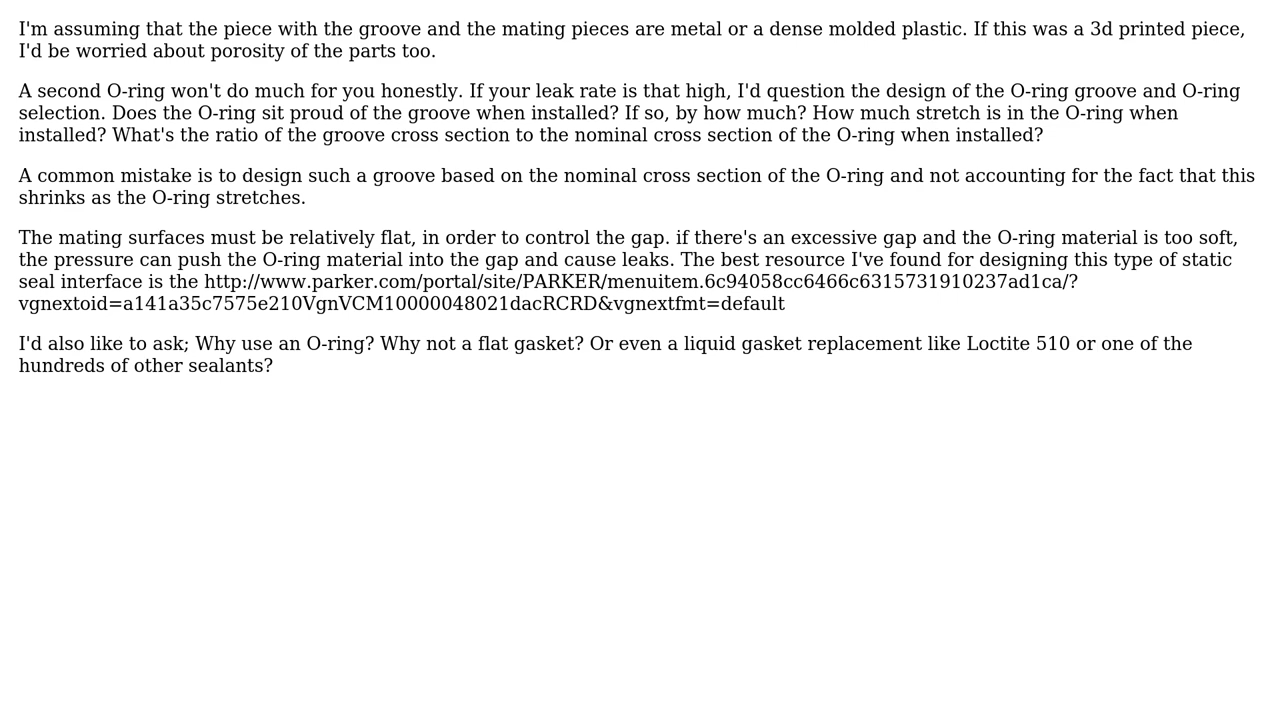 I'm assuming that the piece with the groove and the mating pieces are metal or a dense molded plastic. If this was a 3d printed piece,
I'd be worried about porosity of the parts too.
A second O-ring won't do much for you honestly. If your leak rate is that high, I'd question the design of the O-ring groove and O-ring
selection. Does the O-ring sit proud of the groove when installed? If so, by how much? How much stretch is in the O-ring when
installed? What's the ratio of the groove cross section to the nominal cross section of the O-ring when installed?
A common mistake is to design such a groove based on the nominal cross section of the O-ring and not accounting for the fact that this
shrinks as the O-ring stretches.
The mating surfaces must be relatively flat, in order to control the gap. if there's an excessive gap and the O-ring material is too soft,
the pressure can push the O-ring material into the gap and cause leaks. The best resource I've found for designing this type of static
seal interface is the http://www.parker.com/portal/site/PARKER/menuitem.6c94058cc6466c6315731910237ad1ca/?
vgnextoid=a141a35c7575e210VgnVCM10000048021dacRCRD&vgnextfmt=default
I'd also like to ask; Why use an O-ring? Why not a flat gasket? Or even a liquid gasket replacement like Loctite 510 or one of the
hundreds of other sealants?